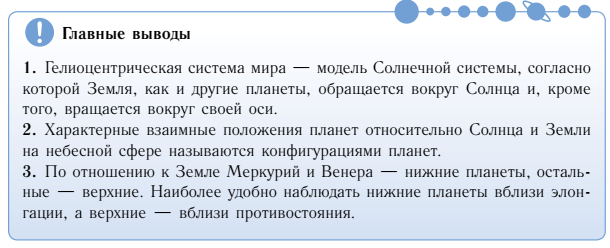 Главные выводы
1. Гелиоцентрическая система мира — модель Солнечной системы, согласно
которой Земля, как и другие планеты, обращается вокруг Солнца и, кроме
того, вращается вокруг своей оси.
2. Характерные взаимные положения планет относительно Солнца и Земли
на небесной сфере называются конфигурациями планет.
3. По отношению к Земле Меркурий и Венера — нижние планеты, осталь-
ные — верхние. Наиболее удобно наблюдать нижние планеты вблизи элон-
гации, а верхние — вблизи противостояния.